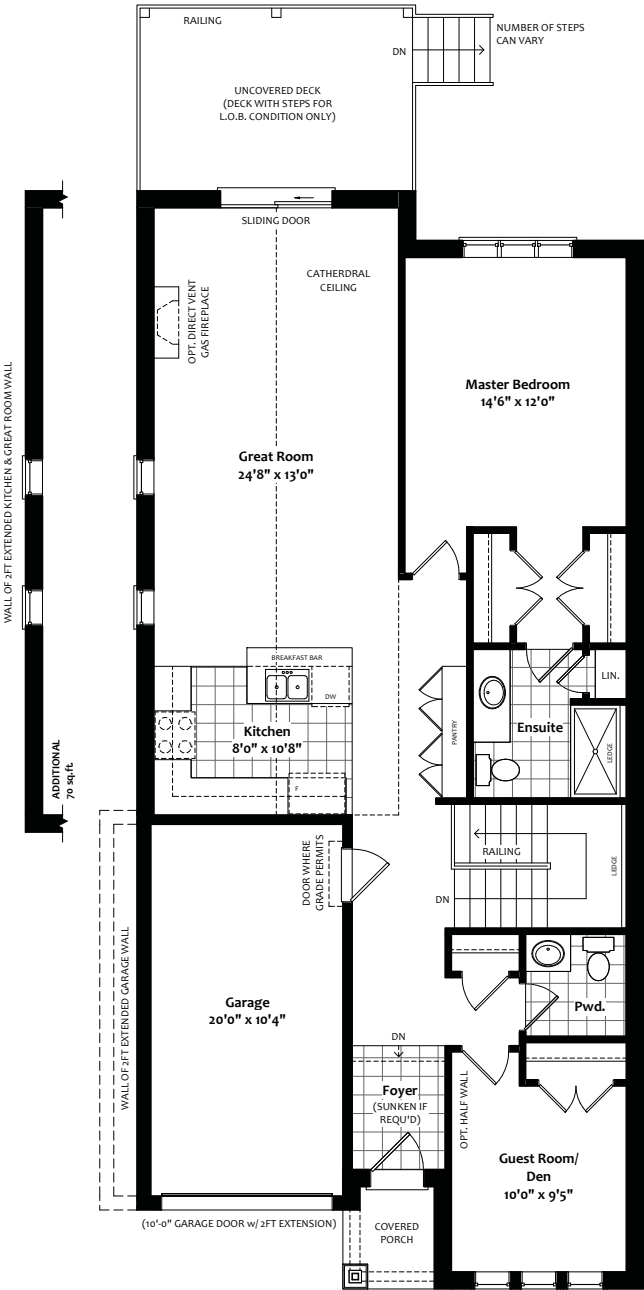 RAILING
NUMBER OF STEPS
CAN VARY
DN
UNCOVERED DECK
(DECK WITH STEPS FOR
L.O.B. CONDITION ONLY)
SLIDING DOOR
CATHERDRAL
CEILING
OPT. DIRECT VENT
GAS FIREPLACE
WALL OF 2FT EXTENDED KITCHEN & GREAT ROOM WALL
Master Bedroom
14'6" x 12'0"
Great Room
24'8" x 13'0"
BREAKFAST BAR
DW
LIN.
Ensuite
PANTRY
LEDGE
Kitchen
8'0" x 10'8"
F
ADDITIONAL
70 sq.ft.
RAILING
LEDGE
DN
DOOR WHERE
GRADE PERMITS
WALL OF 2FT EXTENDED GARAGE WALL
Garage
20'0" x 10'4"
Pwd.
DN
Foyer
(SUNKEN IF
REQU'D)
OPT. HALF WALL
Guest Room/
Den
10'0" x 9'5"
(10'-0" GARAGE DOOR w/ 2FT EXTENSION)
COVERED
PORCH